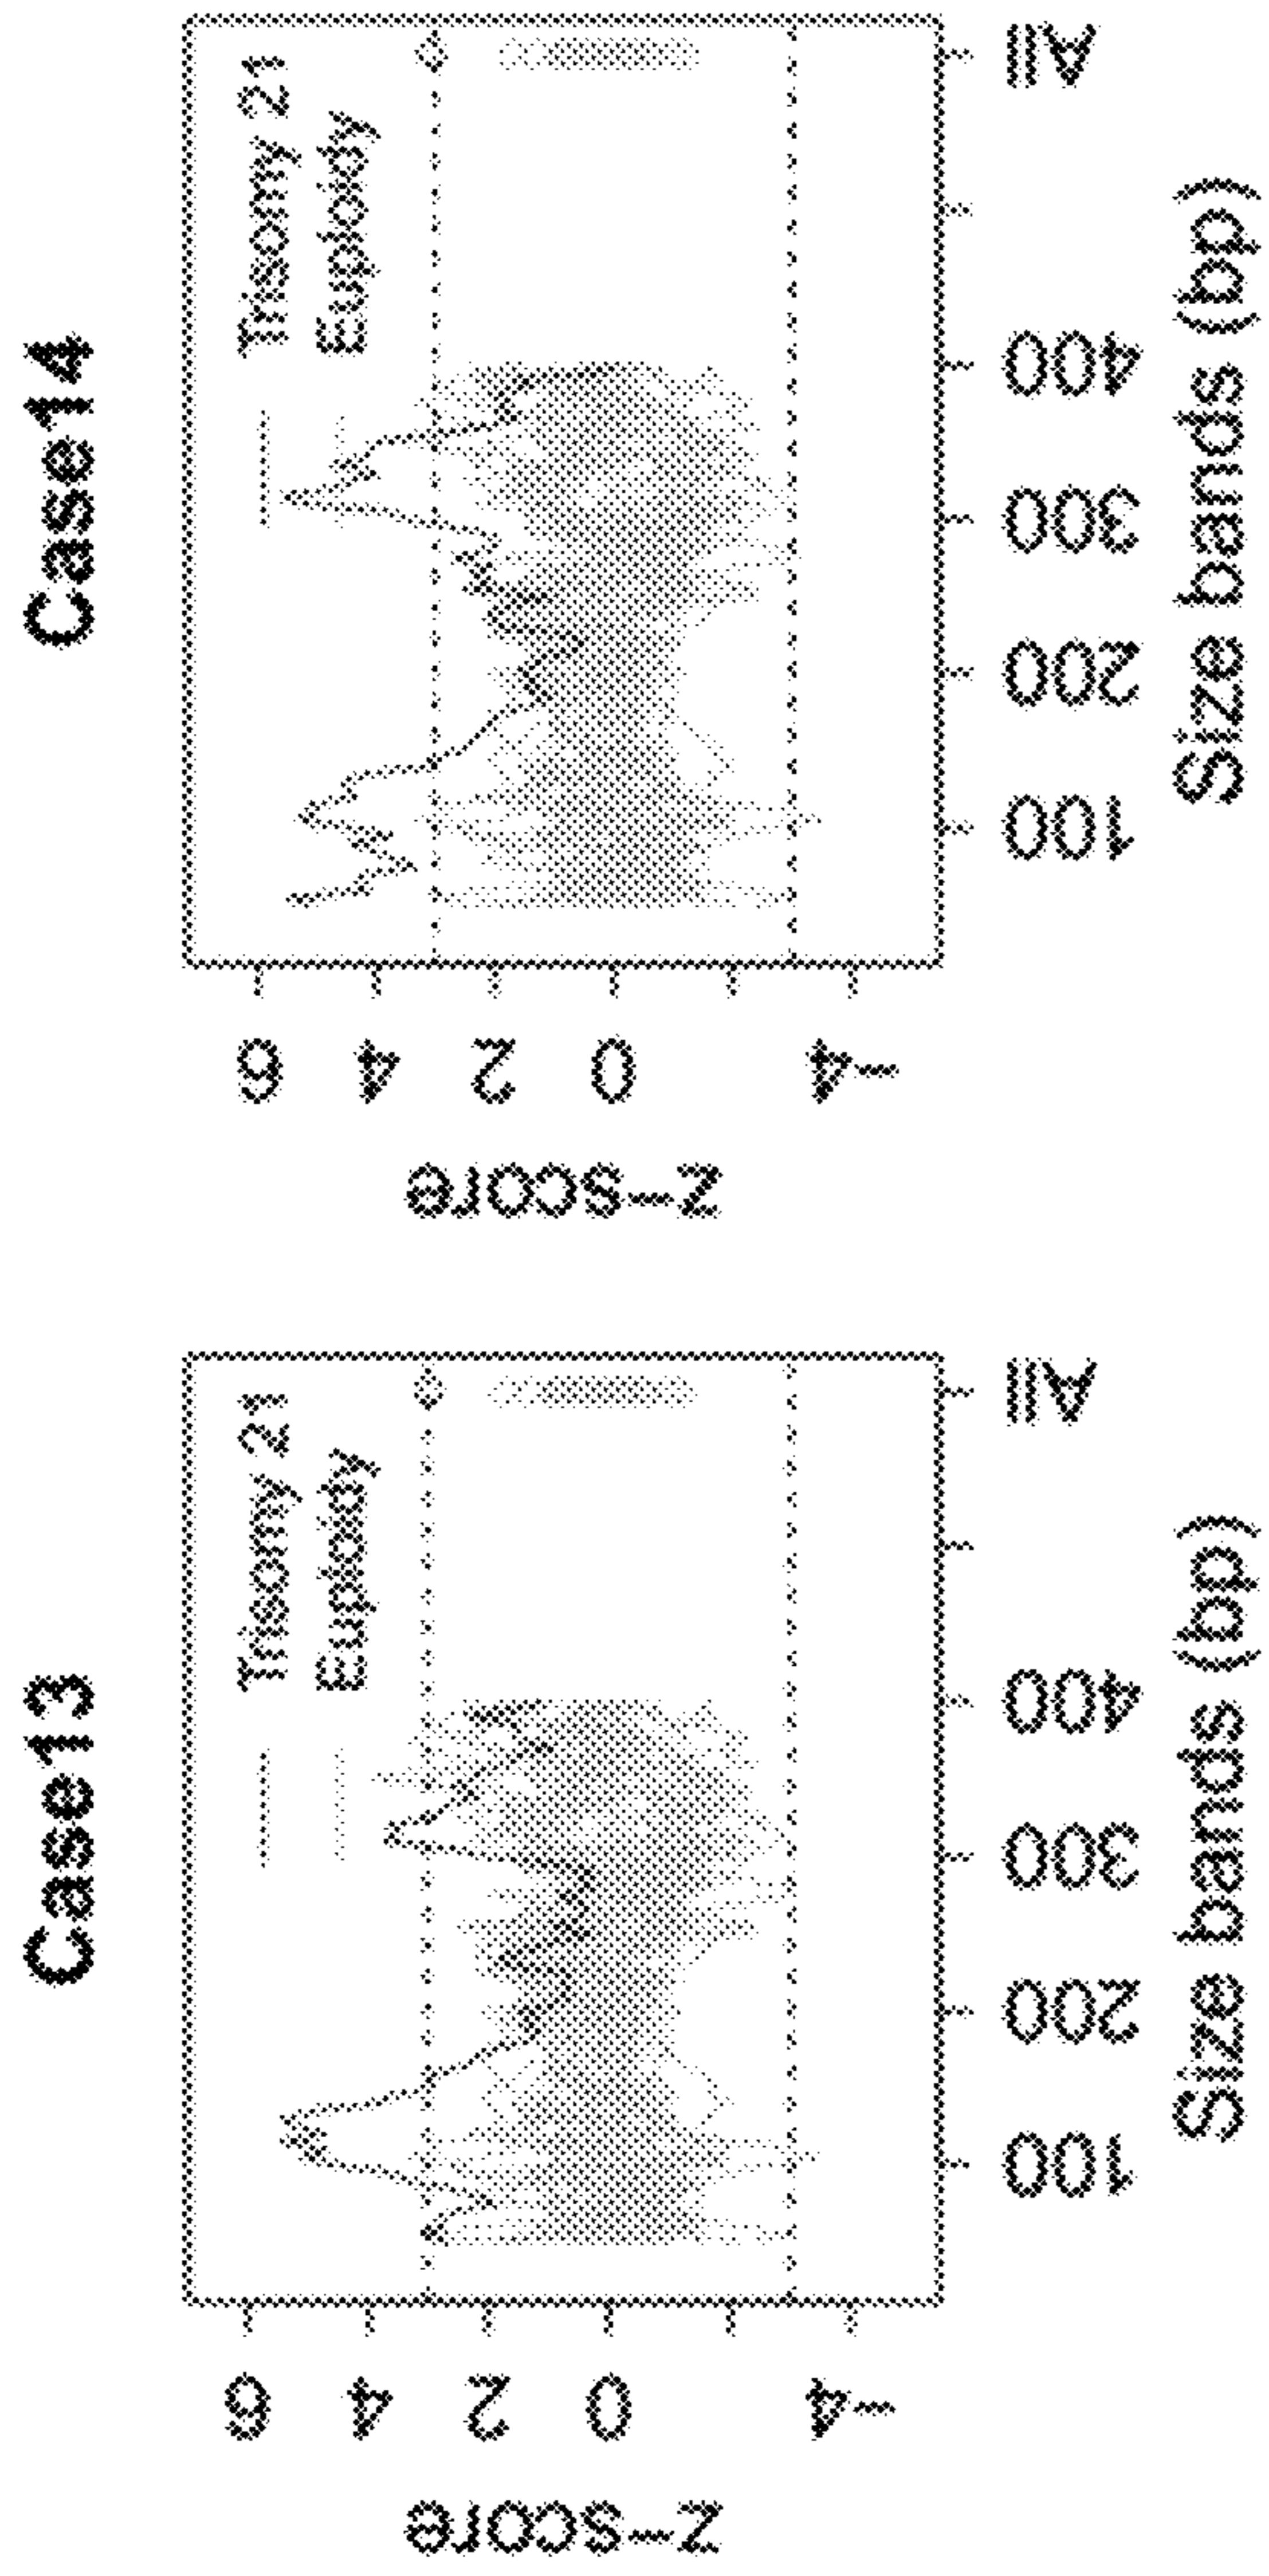 Case13
Trisomy 21
Euploidy
z-score
6
4
2
0
-4
100
200
300
400
All
Size bands (bp)
Case14
Trisomy 21
Euploidy
z-score
6
4
2
0
-4
100
200
300
400
All
Size bands (bp)